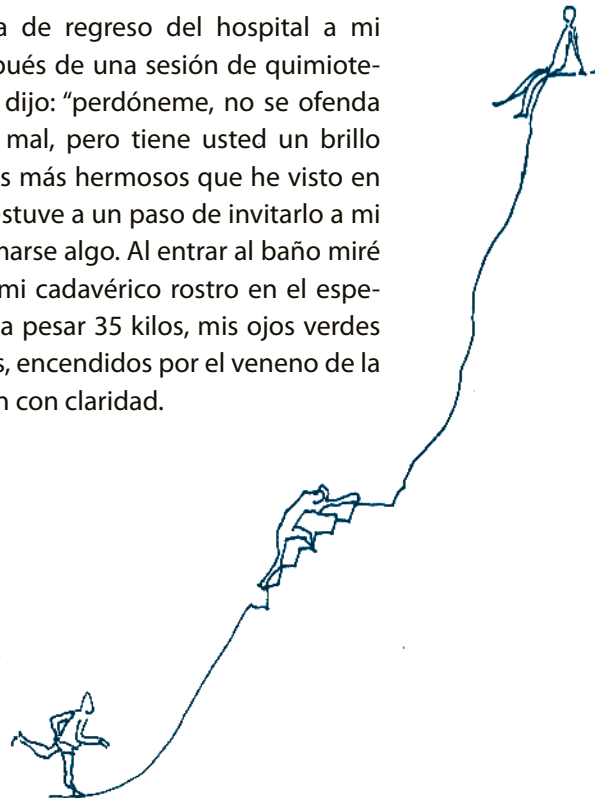 a de regreso del hospital a mi
pués de una sesión de quimiote-
dijo: “perdóneme, no se ofenda
mal, pero tiene usted un brillo
s más hermosos que he visto en
estuve a un paso de invitarlo a mi
marse algo. Al entrar al baño miré
mi cadavérico rostro en el espe-
a pesar 35 kilos, mis ojos verdes
s, encendidos por el veneno de la
n con claridad.